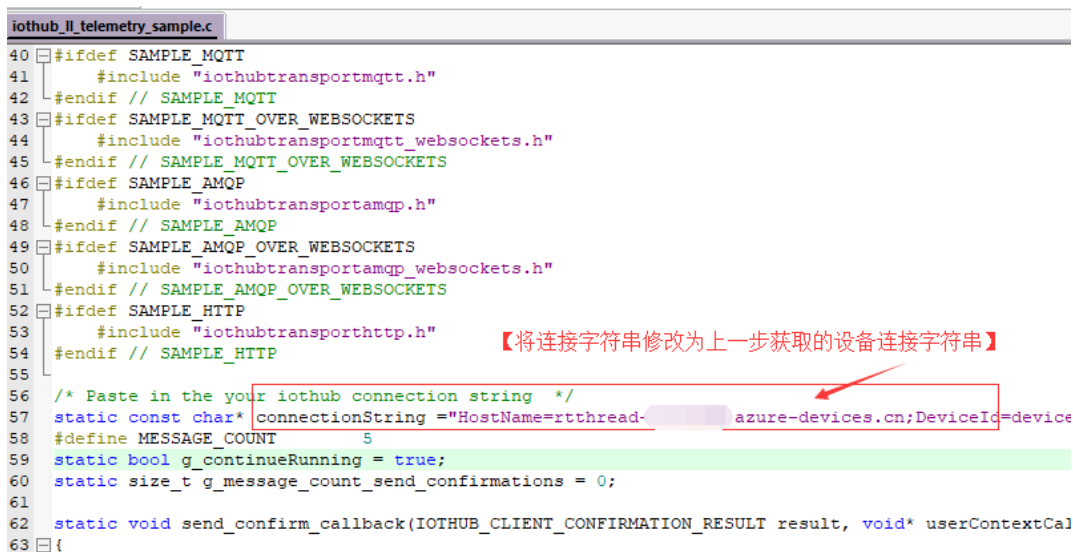 iothub_ll_telemetry_sample.c
40 #ifdef SAMPLE_MQTT
41 #include "iothubtransportmqtt.h"
42 #endif // SAMPLE_MQTT
43 #ifdef SAMPLE_MQTT_OVER_WEBSOCKETS
44 #include "iothubtransportmqtt_websockets.h"
45 #endif // SAMPLE_MQTT_OVER_WEBSOCKETS
46 #ifdef SAMPLE_AMQP
47 #include "iothubtransportamqp.h"
48 #endif // SAMPLE_AMQP
49 #ifdef SAMPLE_AMQP_OVER_WEBSOCKETS
50 #include "iothubtransportamqp_websockets.h"
51 #endif // SAMPLE_AMQP_OVER_WEBSOCKETS
52 #ifdef SAMPLE_HTTP
53 #include "iothubtransporthttp.h"
【将连接字符串修改为上一步获取的设备连接字符串】
54 #endif // SAMPLE_HTTP
55
56 /* Paste in the your iothub connection string */
57 static const char* connectionString ="HostName=rtthread- azure-devices.cn;DeviceId=device
58 #define MESSAGE_COUNT 5
59 static bool g_continueRunning = true;
60 static size_t g_message_count_send_confirmations = 0;
61
62 static void send_confirm_callback(IOTHUB_CLIENT_CONFIRMATION_RESULT result, void* userContextCal
63 {